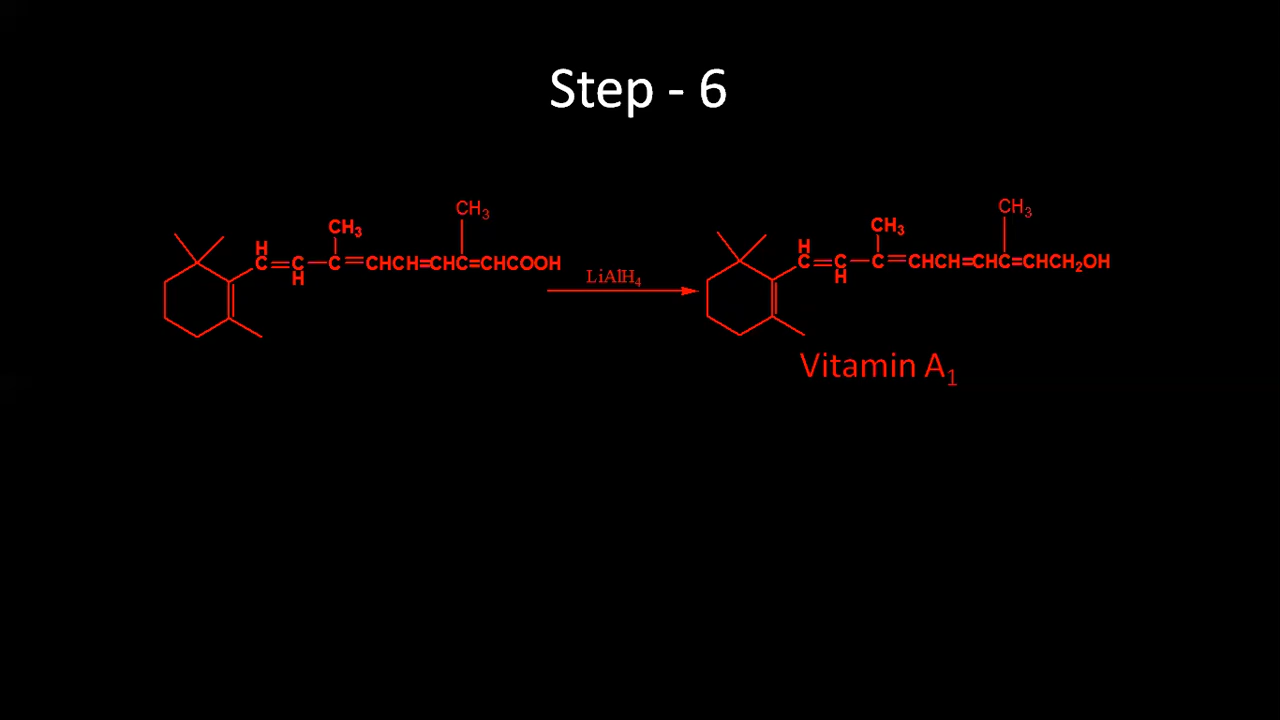 Step - 6
CH3 CH3
H
C=C—C=CHCH=CHC=CHCOOH
H
LiAlH4
CH3 CH3
H
C=C—C=CHCH=CHC=CHCH2OH
H
Vitamin A1